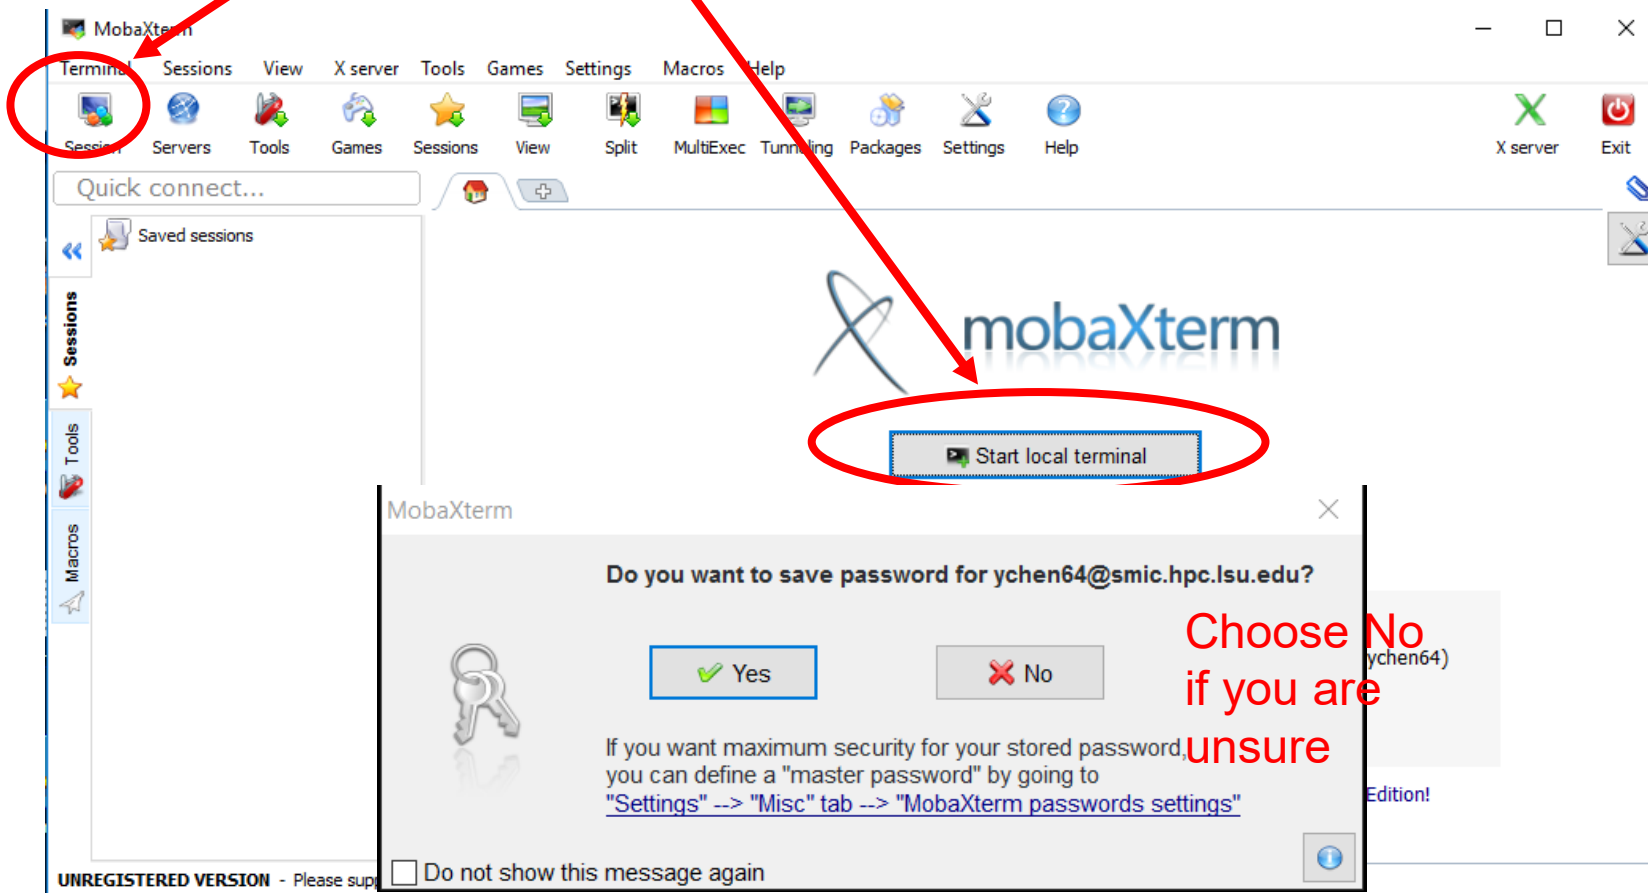 MobaXterm
Terminal Sessions View X server Tools Games Settings Macros Help
Session Servers Tools Games Sessions View Split MultiExec Tunneling Packages Settings Help X server Exit
Quick connect...
Saved sessions
Sessions
Tools
Macros
mobaXterm
Start local terminal
MobaXterm
Do you want to save password for ychen64@smic.hpc.lsu.edu?
Yes No
Choose No
if you are
unsure
ychen64)
If you want maximum security for your stored password,
you can define a "master password" by going to
"Settings" --> "Misc" tab --> "MobaXterm passwords settings"
Edition!
Do not show this message again
UNREGISTERED VERSION - Please supp